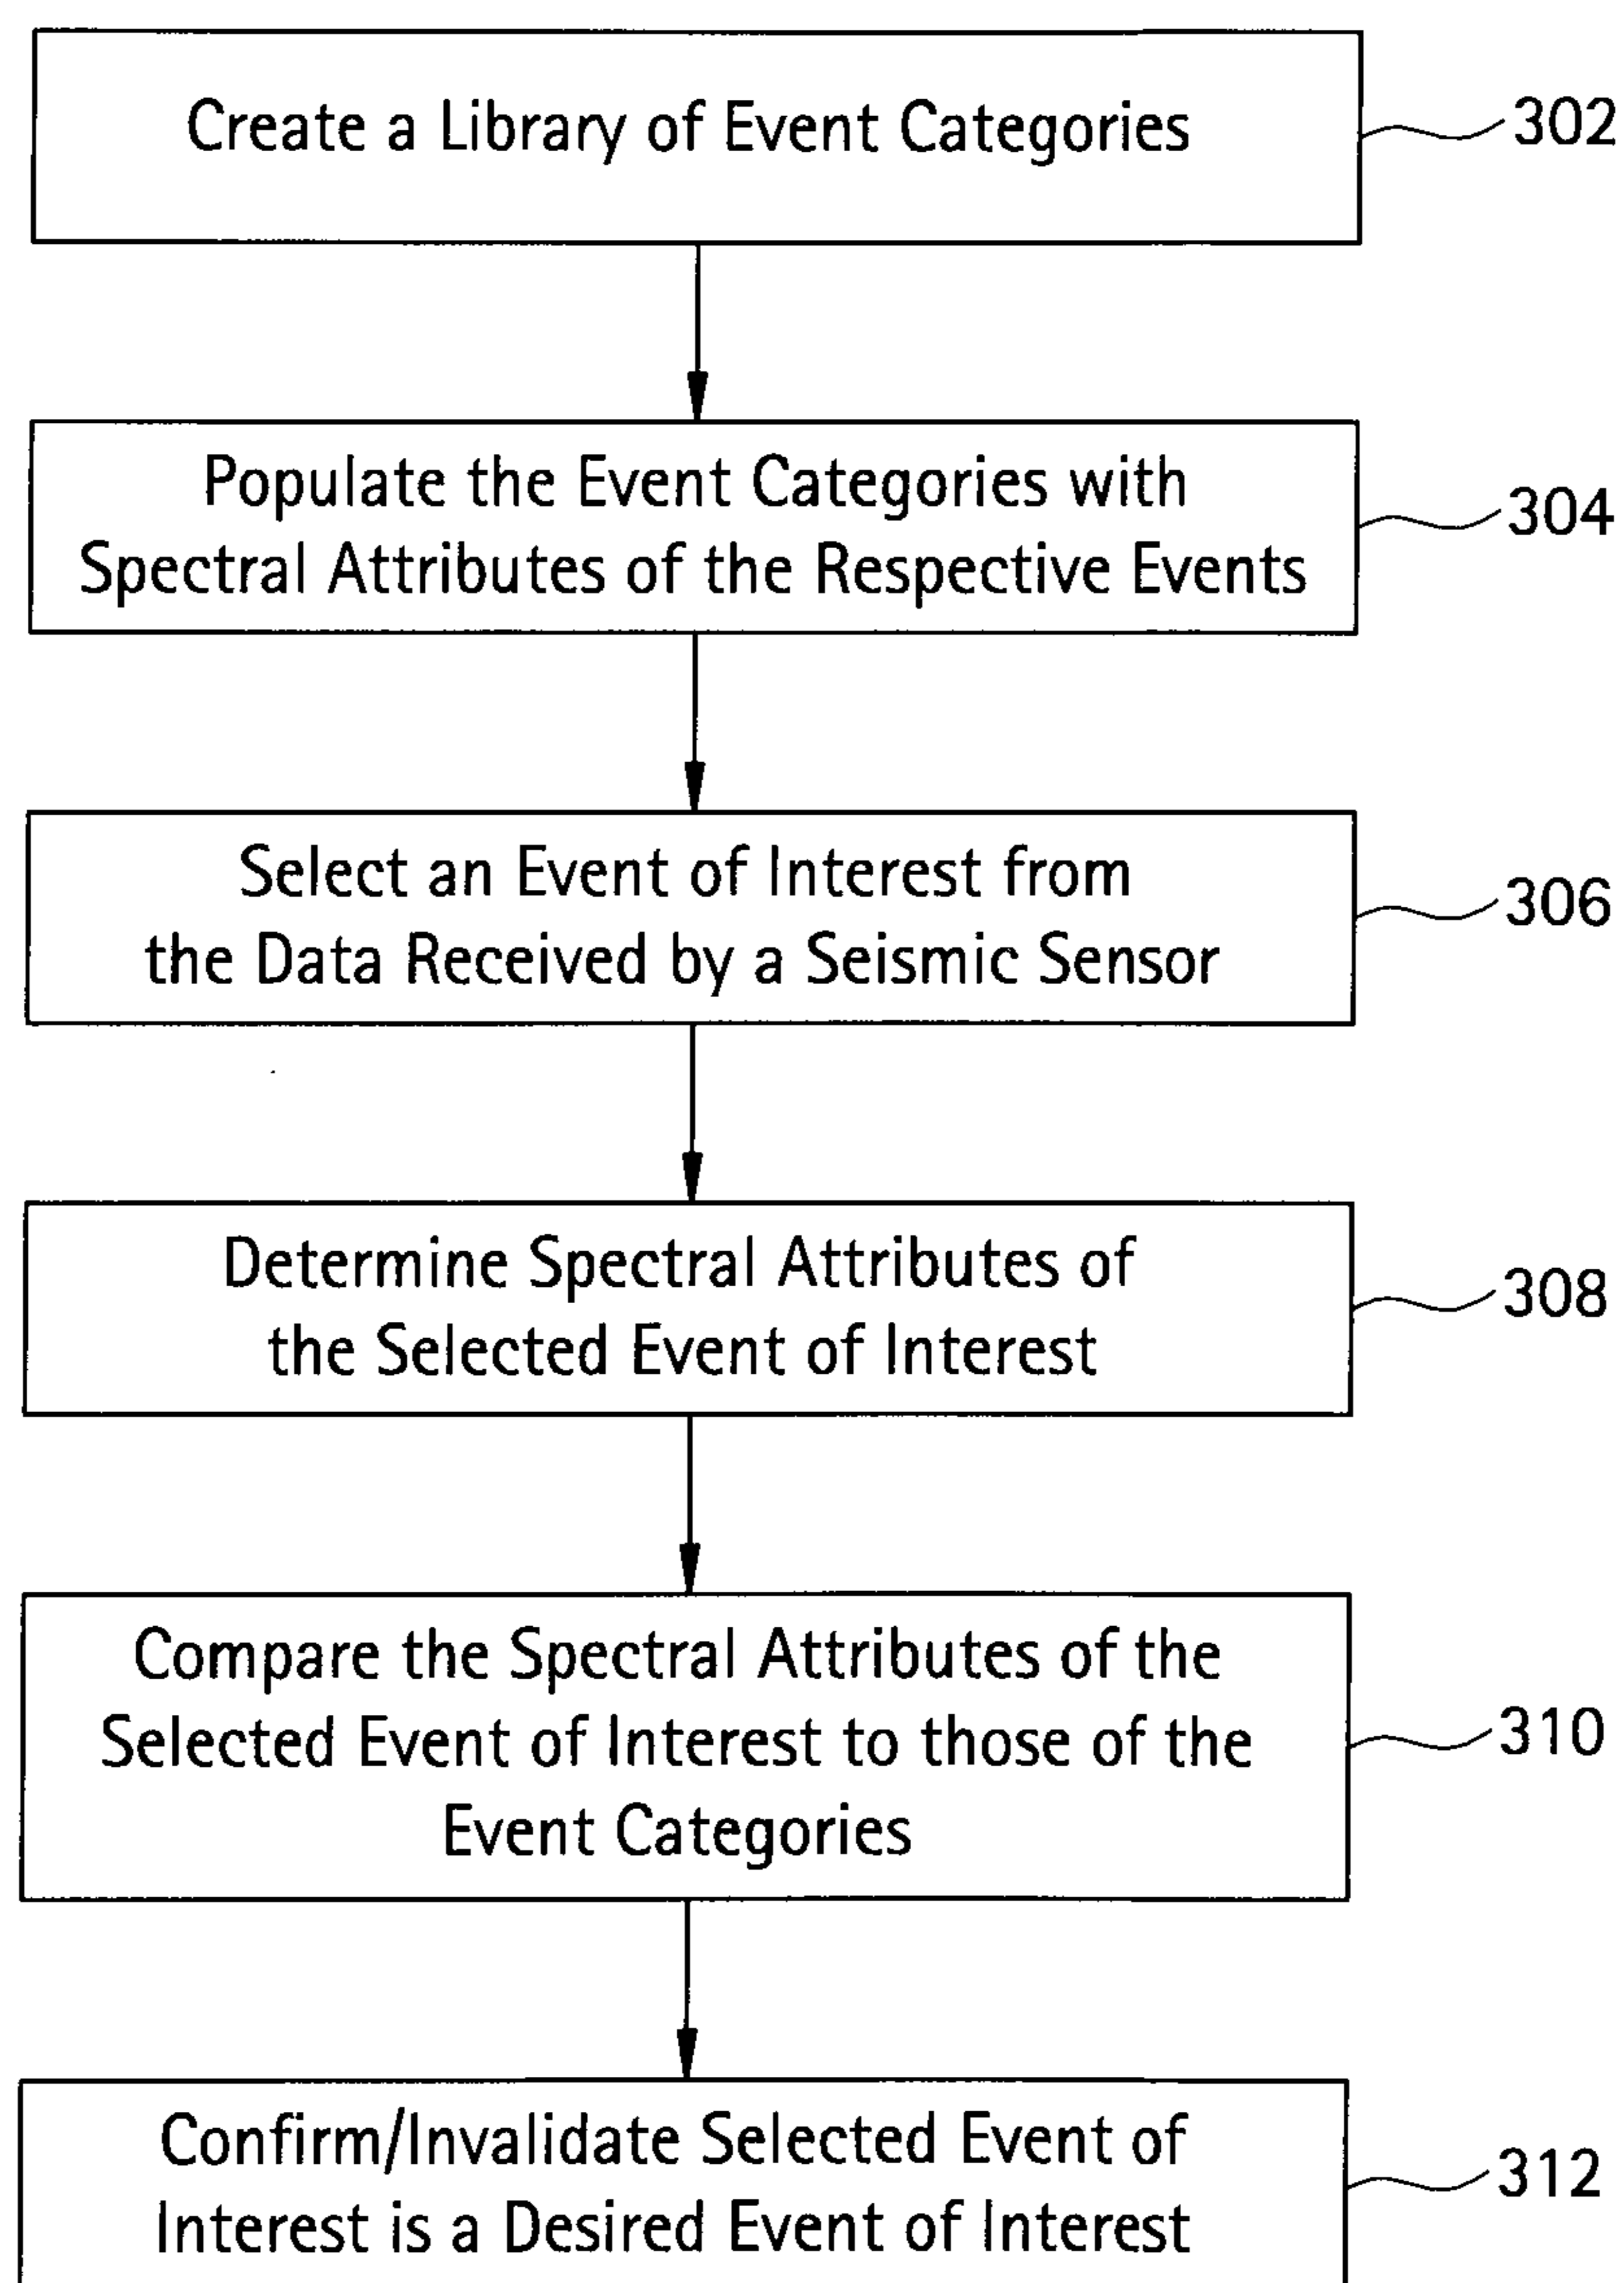 Create a Library of Event Categories
302
Populate the Event Categories with
Spectral Attributes of the Respective Events
304
Select an Event of Interest from
the Data Received by a Seismic Sensor
306
Determine Spectral Attributes of
the Selected Event of Interest
308
Compare the Spectral Attributes of the
Selected Event of Interest to those of the
Event Categories
310
Confirm/Invalidate Selected Event of
Interest is a Desired Event of Interest
312